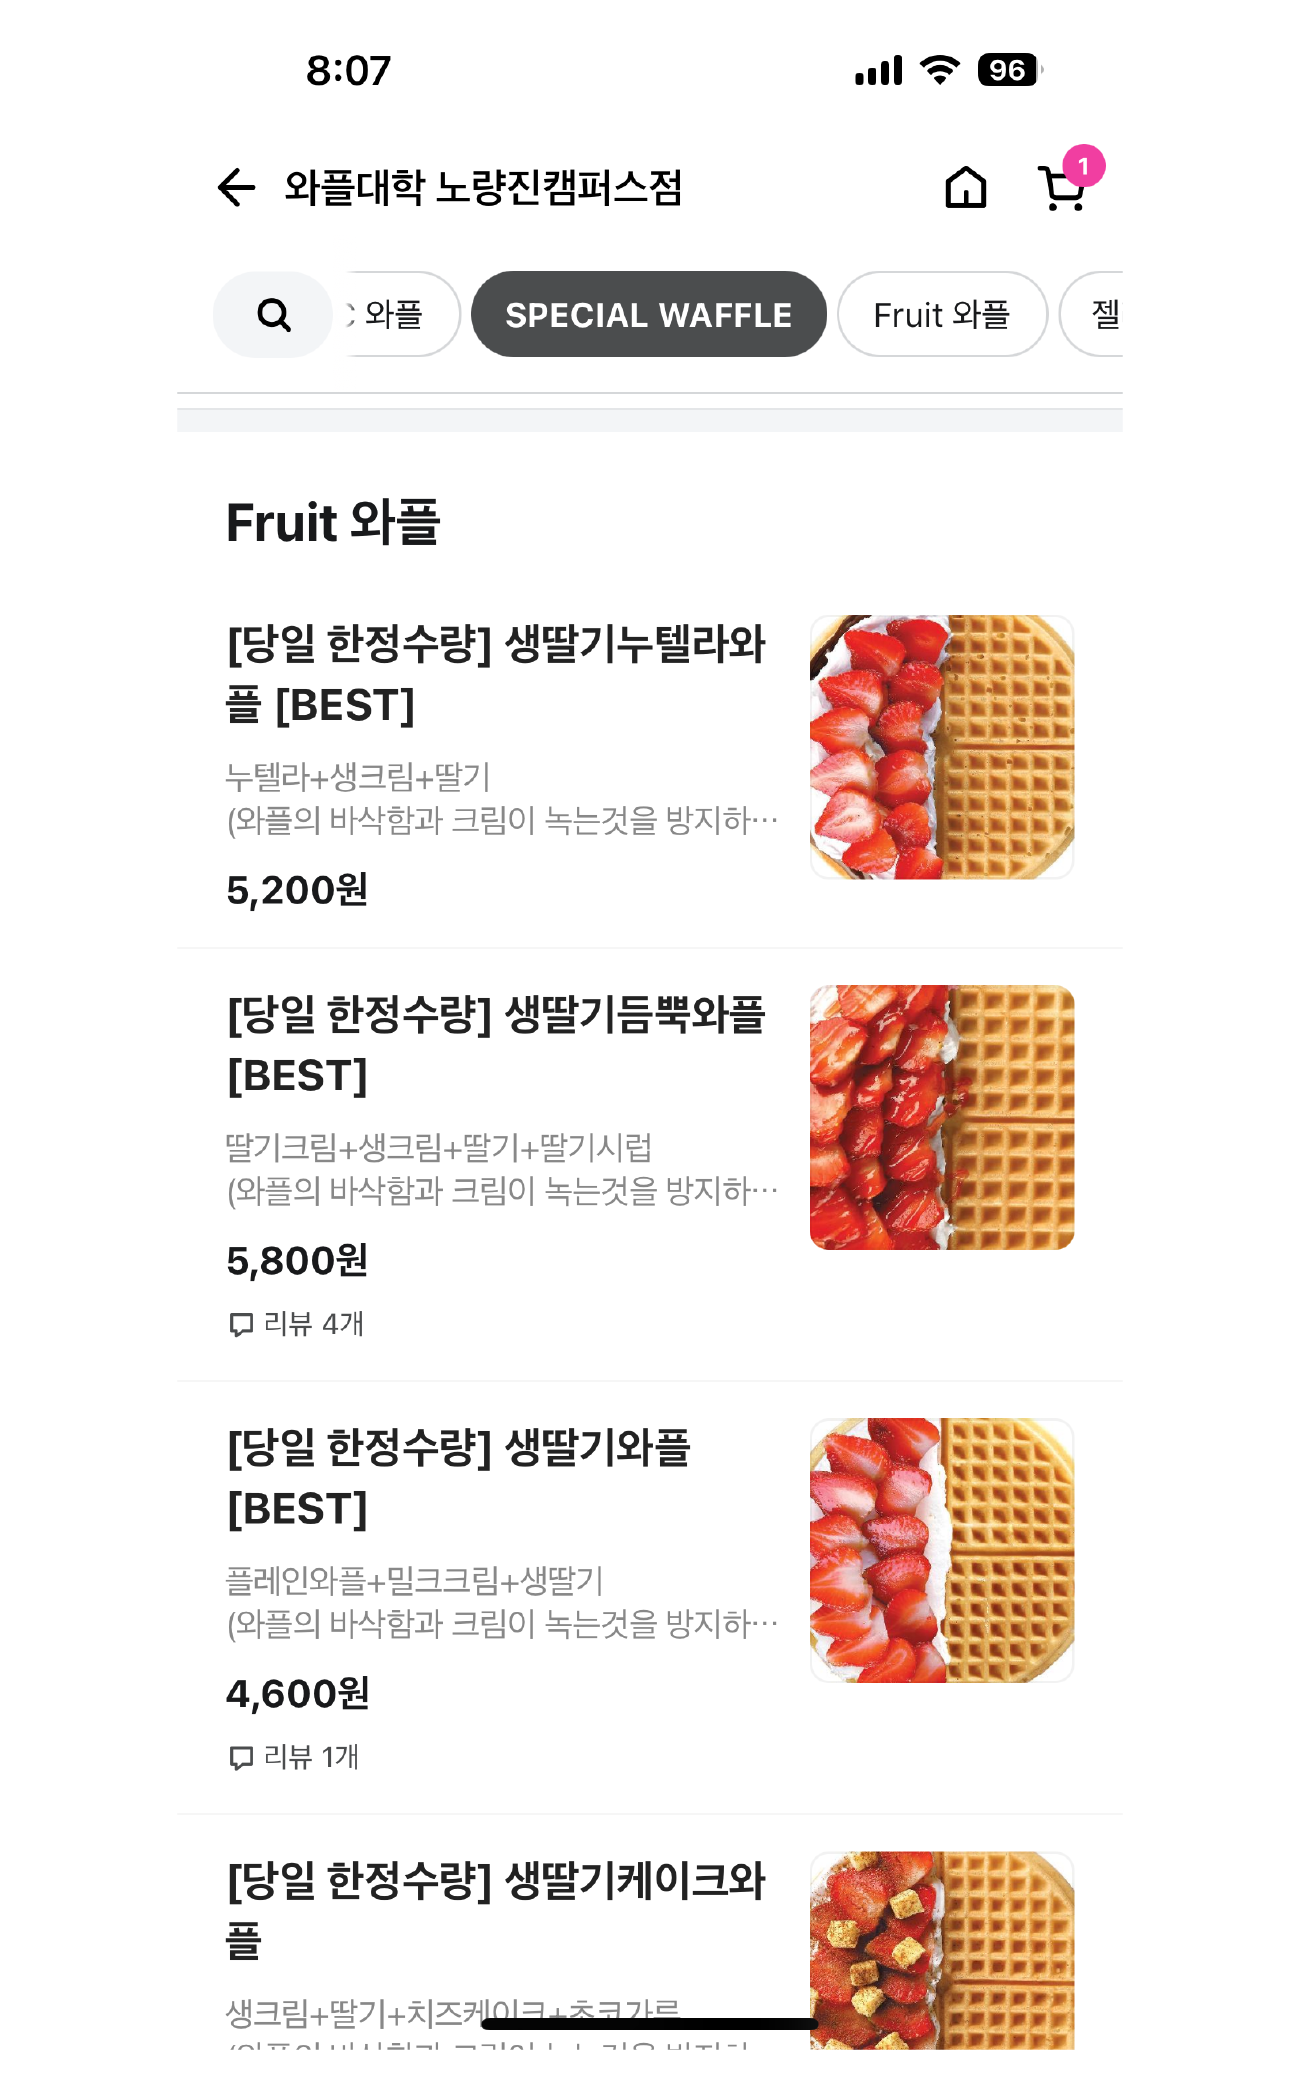 8:07
96
와플대학 노량진캠퍼스점
1
와플
SPECIAL WAFFLE
Fruit 와플
젤
Fruit 와플
[당일 한정수량] 생딸기누텔라와
플 [BEST]
누텔라+생크림+딸기
(와플의 바삭함과 크림이 녹는것을 방지하…
5,200원
[당일 한정수량] 생딸기듬뿍와플
[BEST]
딸기크림+생크림+딸기+딸기시럽
(와플의 바삭함과 크림이 녹는것을 방지하…
5,800원
리뷰 4개
[당일 한정수량] 생딸기와플
[BEST]
플레인와플+밀크크림+생딸기
(와플의 바삭함과 크림이 녹는것을 방지하…
4,600원
리뷰 1개
[당일 한정수량] 생딸기케이크와
플
생크림+딸기+치즈케이크+초코가루